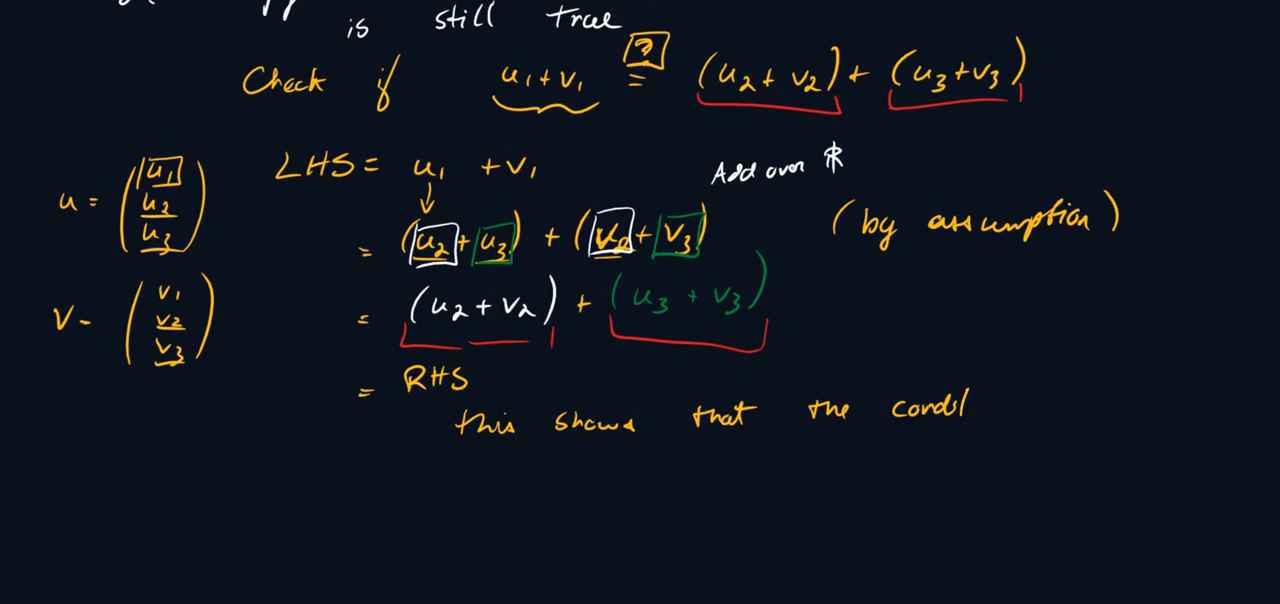 is still true
Check if u₁ + v₁ ≟ (u₂ + v₂) + (u₃ + v₃)
LHS = u₁ + v₁
Add over ℝ
u = (u₁ u₂ u₃)
= (u₂ + u₃) + (v₂ + v₃) (by assumption)
v = (v₁ v₂ v₃)
= (u₂ + v₂) + (u₃ + v₃)
= RHS
this shows that the